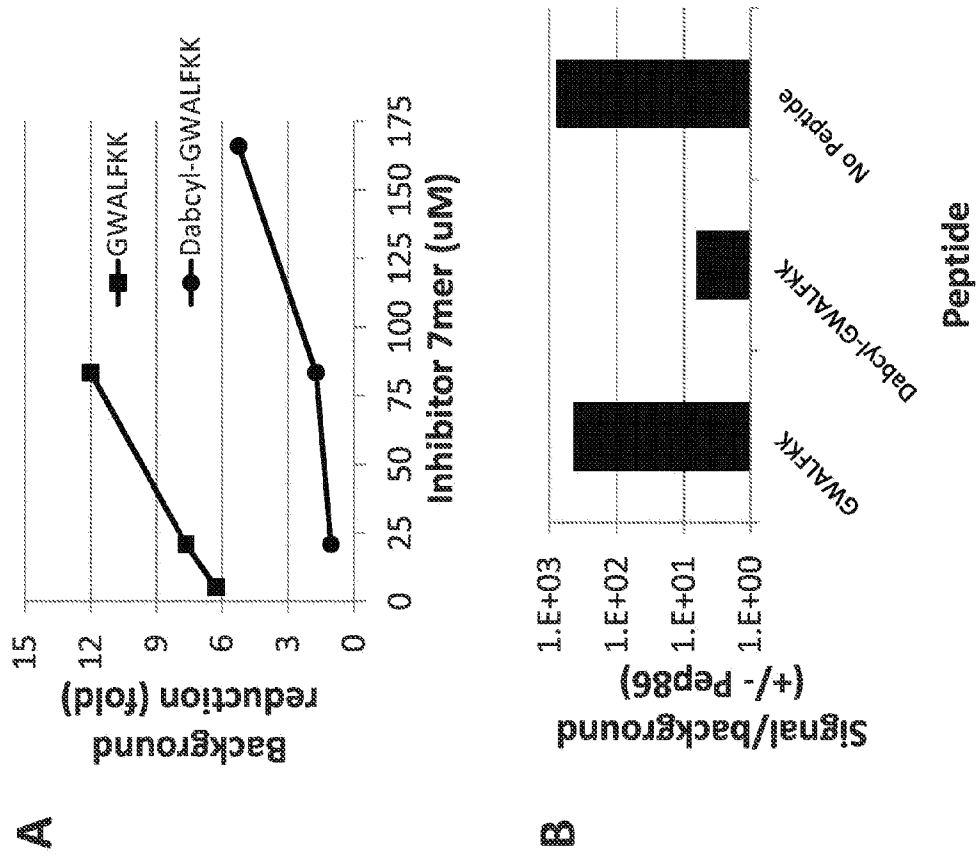 A
Background
reduction (fold)
15
12
9
6
3
0
GWALFKK
Dabcyl-GWALFKK
0 25 50 75 100 125 150 175
Inhibitor 7mer (uM)
B
Signal/background
(+/- Pep86)
1.E+03
1.E+02
1.E+01
1.E+00
GWALFKK
Dabcyl-GWALFKK
No Peptide
Peptide